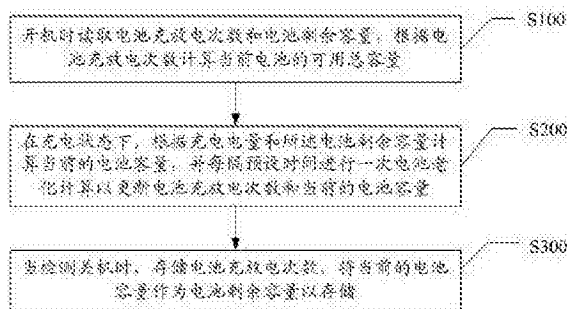 开机时读取电池充放电次数和电池剩余容量,根据电
池充放电次数计算当前电池的可用总容量
S100
在充电状态下,根据充电电量和所述电池剩余容量计
算当前的电池容量,并每隔预设时间进行一次电池老
化计算以更新电池充放电次数和当前的电池容量
S200
当检测关机时,存储电池充放电次数,将当前的电池
容量作为电池剩余容量以存储
S300